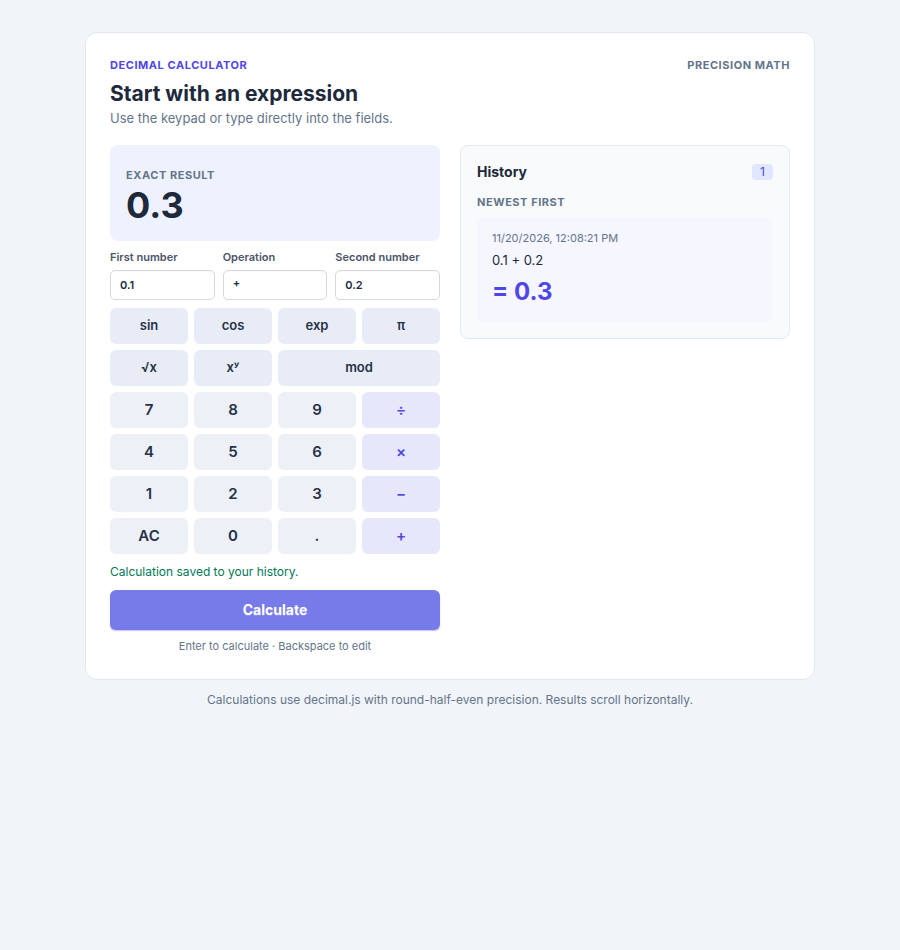 DECIMAL CALCULATOR
PRECISION MATH
Start with an expression
Use the keypad or type directly into the fields.
EXACT RESULT
0.3
First number
Operation
Second number
0.1
+
0.2
sin
cos
exp
π
√x
xʸ
mod
7
8
9
÷
4
5
6
×
1
2
3
−
AC
0
.
+
Calculation saved to your history.
Calculate
Enter to calculate · Backspace to edit
History
1
NEWEST FIRST
11/20/2026, 12:08:21 PM
0.1 + 0.2
= 0.3
Calculations use decimal.js with round-half-even precision. Results scroll horizontally.